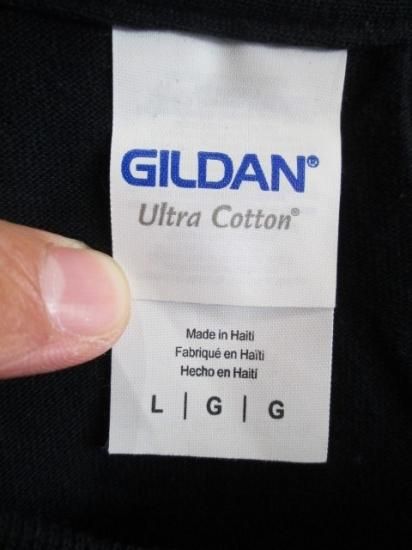 GILDAN®
Ultra Cotton®
Made in Haiti
Fabriqué en Haïti
Hecho en Haití
L | G | G